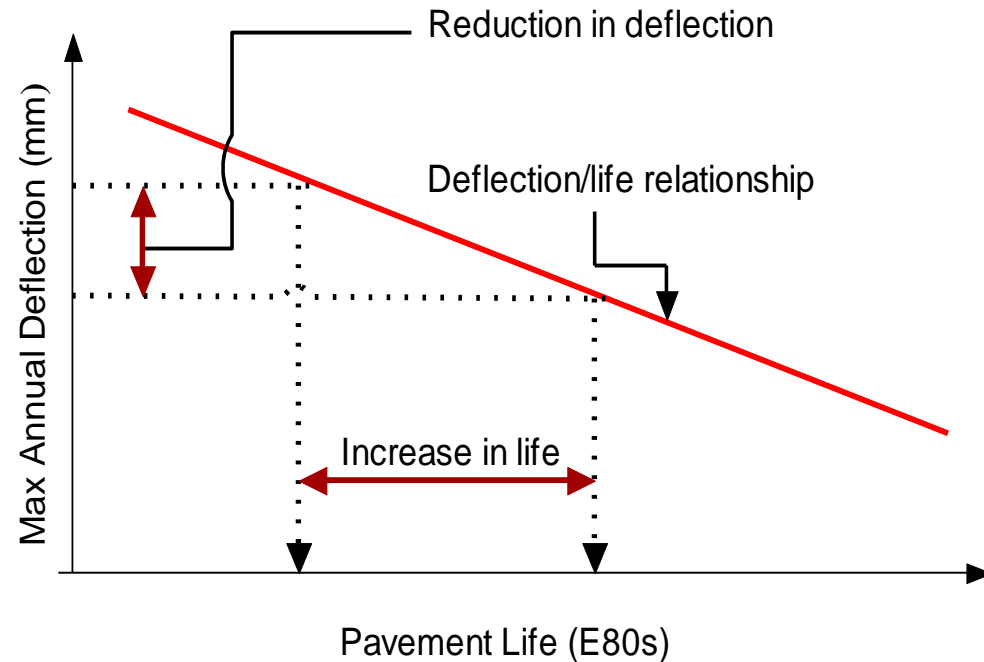 Reduction in deflection
Max Annual Deflection (mm)
Deflection/life relationship
Increase in life
Pavement Life (E80s)